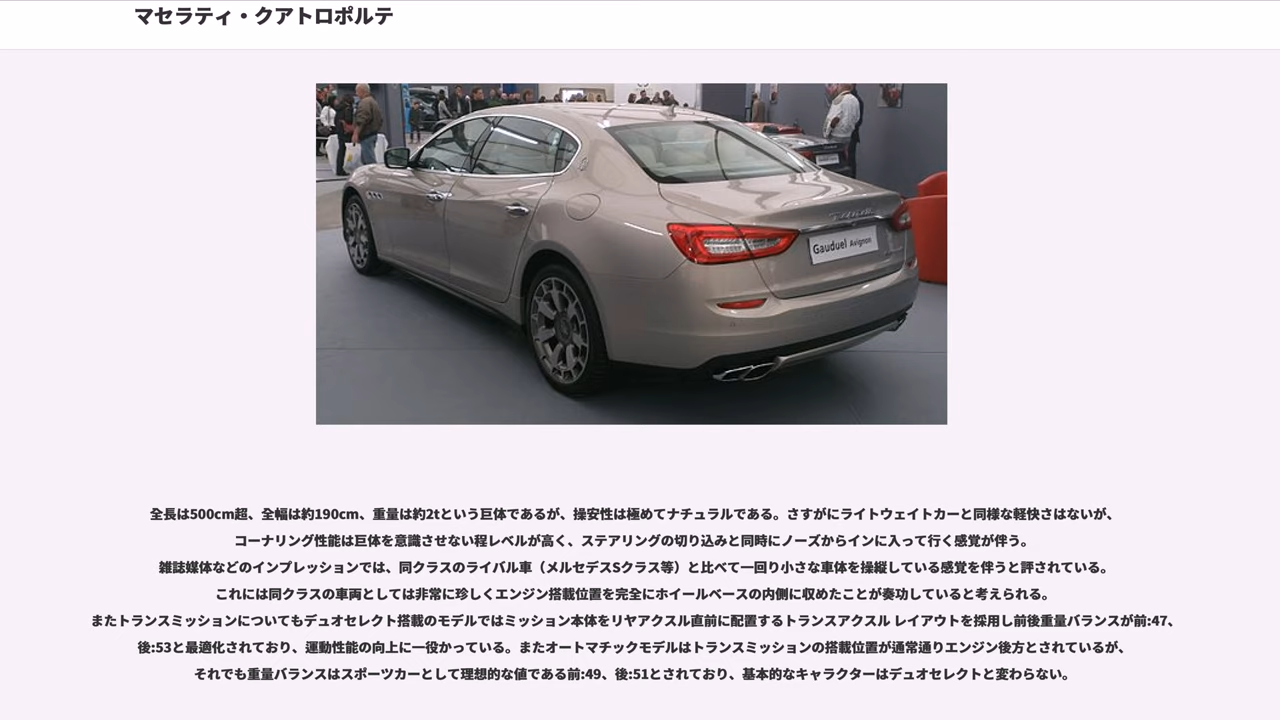 マセラティ・クアトロポルテ
Gauduel Avignon
全長は500cm超、全幅は約190cm、重量は約2tという巨体であるが、操安性は極めてナチュラルである。さすがにライトウェイトカーと同様な軽快さはないが、
コーナリング性能は巨体を意識させない程レベルが高く、ステアリングの切り込みと同時にノーズからインに入って行く感覚が伴う。
雑誌媒体などのインプレッションでは、同クラスのライバル車（メルセデスSクラス等）と比べて一回り小さな車体を操縦している感覚を伴うと評されている。
これには同クラスの車両としては非常に珍しくエンジン搭載位置を完全にホイールベースの内側に収めたことが奏功していると考えられる。
またトランスミッションについてもデュオセレクト搭載のモデルではミッション本体をリヤアクスル直前に配置するトランスアクスル レイアウトを採用し前後重量バランスが前:47、
後:53と最適化されており、運動性能の向上に一役かっている。またオートマチックモデルはトランスミッションの搭載位置が通常通りエンジン後方とされているが、
それでも重量バランスはスポーツカーとして理想的な値である前:49、後:51とされており、基本的なキャラクターはデュオセレクトと変わらない。